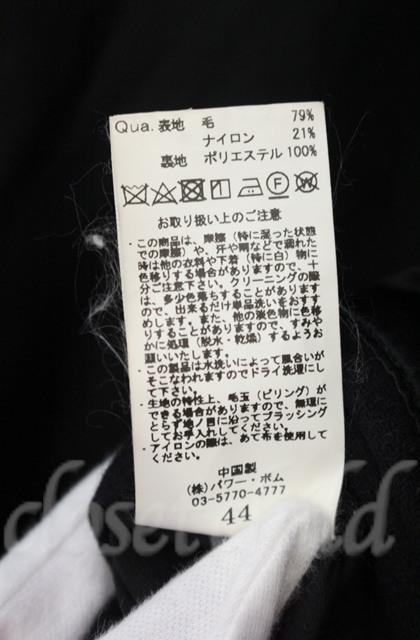 Qua. 表地 毛 79%
ナイロン 21%
裏地 ポリエステル 100%
お取り扱い上のご注意
・この商品は、摩擦（特に湿った状態
での摩擦）や、汗や雨などで濡れた
時は他の衣料や下着（特に白）物に
色移りする場合がありますので、十
分ご注意下さい。クリーニングの際
は、多少色落ちすることがあります
ので、出来るだけ単品洗いをおすす
めします。また、他の淡色物に色移
りすることがありますので、すみや
かに処理（脱水・乾燥）するようお
願いいたします。
・この製品は水洗いによって風合いが
そこなわれますのでドライ洗濯にし
て下さい。
・生地の特性上、毛玉（ピリング）が
できる場合がありますので、無理に
とらず地ノ目に沿ってブラッシング
してお手入れしてください。
・アイロンの際は、あて布を使用して
ください。
中国製
（株）パワー・ボム
03-5770-4777
44